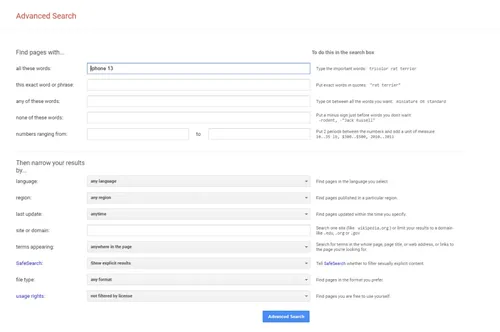 Advanced Search
Find pages with...
To do this in the search box
all these words:
iphone 13
Type the important words: tricolor rat terrier
this exact word or phrase:
Put exact words in quotes: "rat terrier"
any of these words:
Type OR between all the words you want: miniature OR standard
none of these words:
Put a minus sign just before words you don't want:
-rodent, -"Jack Russell"
numbers ranging from:
to
Put 2 periods between the numbers and add a unit of measure:
10..35 lb, $300..$500, 2010..2011
Then narrow your results
by...
language:
any language
Find pages in the language you select.
region:
any region
Find pages published in a particular region.
last update:
anytime
Find pages updated within the time you specify.
site or domain:
Search one site (like wikipedia.org ) or limit your results to a domain
like .edu, .org or .gov
terms appearing:
anywhere in the page
Search for terms in the whole page, page title, or web address, or links to
the page you're looking for.
SafeSearch:
Show explicit results
Tell SafeSearch whether to filter sexually explicit content.
file type:
any format
Find pages in the format you prefer.
usage rights:
not filtered by license
Find pages you are free to use yourself.
Advanced Search